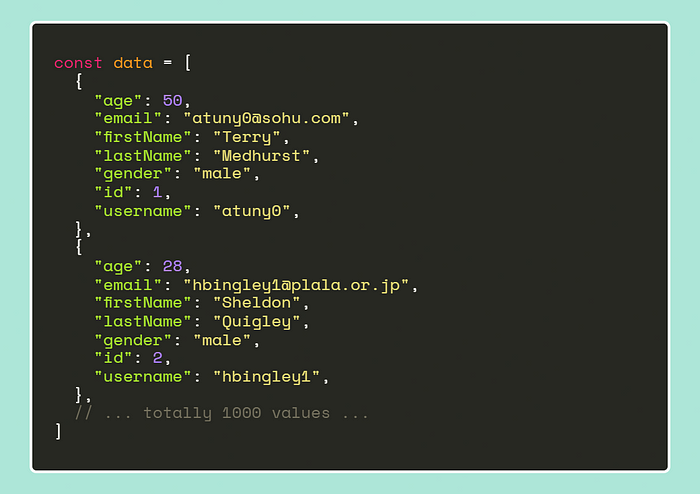 const data = [
  {
    "age": 50,
    "email": "atuny0@sohu.com",
    "firstName": "Terry",
    "lastName": "Medhurst",
    "gender": "male",
    "id": 1,
    "username": "atuny0",
  },
  {
    "age": 28,
    "email": "hbingley1@plala.or.jp",
    "firstName": "Sheldon",
    "lastName": "Quigley",
    "gender": "male",
    "id": 2,
    "username": "hbingley1",
  },
  // ... totally 1000 values ...
]